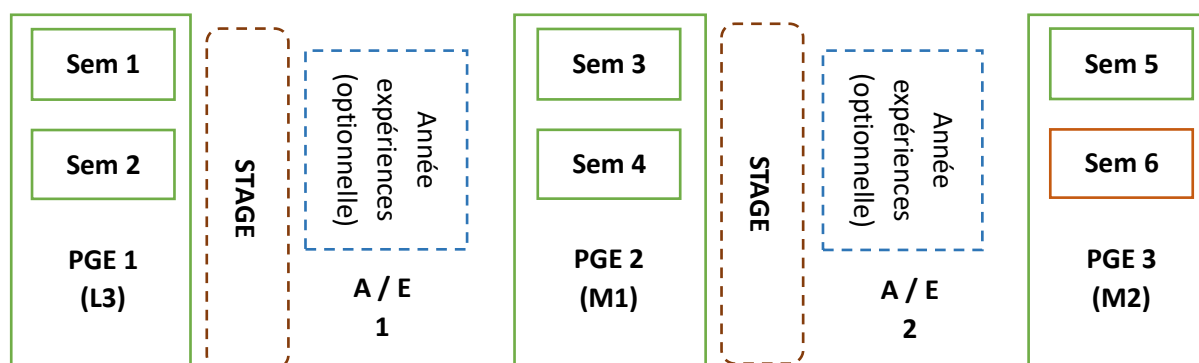 Sem 1
Sem 2
PGE 1
(L3)
STAGE
Année
expériences
(optionnelle)
A / E
1
Sem 3
Sem 4
PGE 2
(M1)
STAGE
Année
expériences
(optionnelle)
A / E
2
Sem 5
Sem 6
PGE 3
(M2)